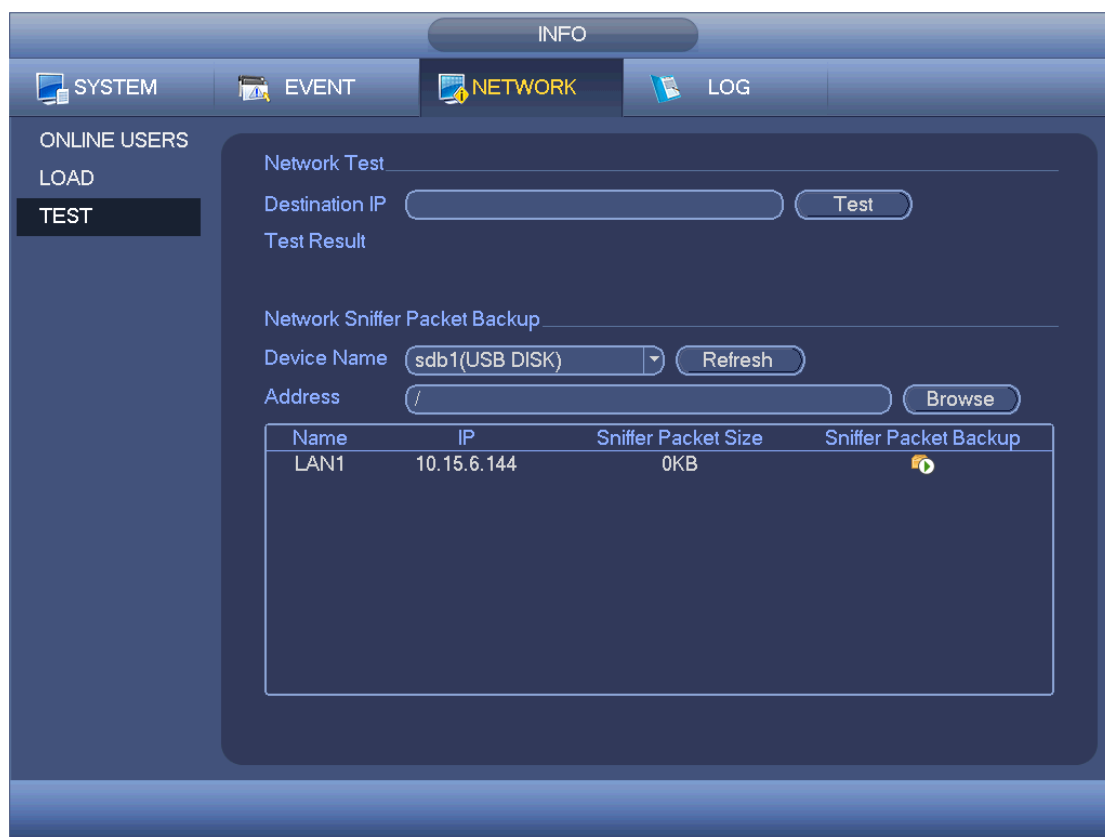 INFO
SYSTEM EVENT NETWORK LOG
ONLINE USERS
LOAD
TEST
Network Test
Destination IP Test
Test Result
Network Sniffer Packet Backup
Device Name sdb1(USB DISK) Refresh
Address / Browse
Name IP Sniffer Packet Size Sniffer Packet Backup
LAN1 10.15.6.144 0KB